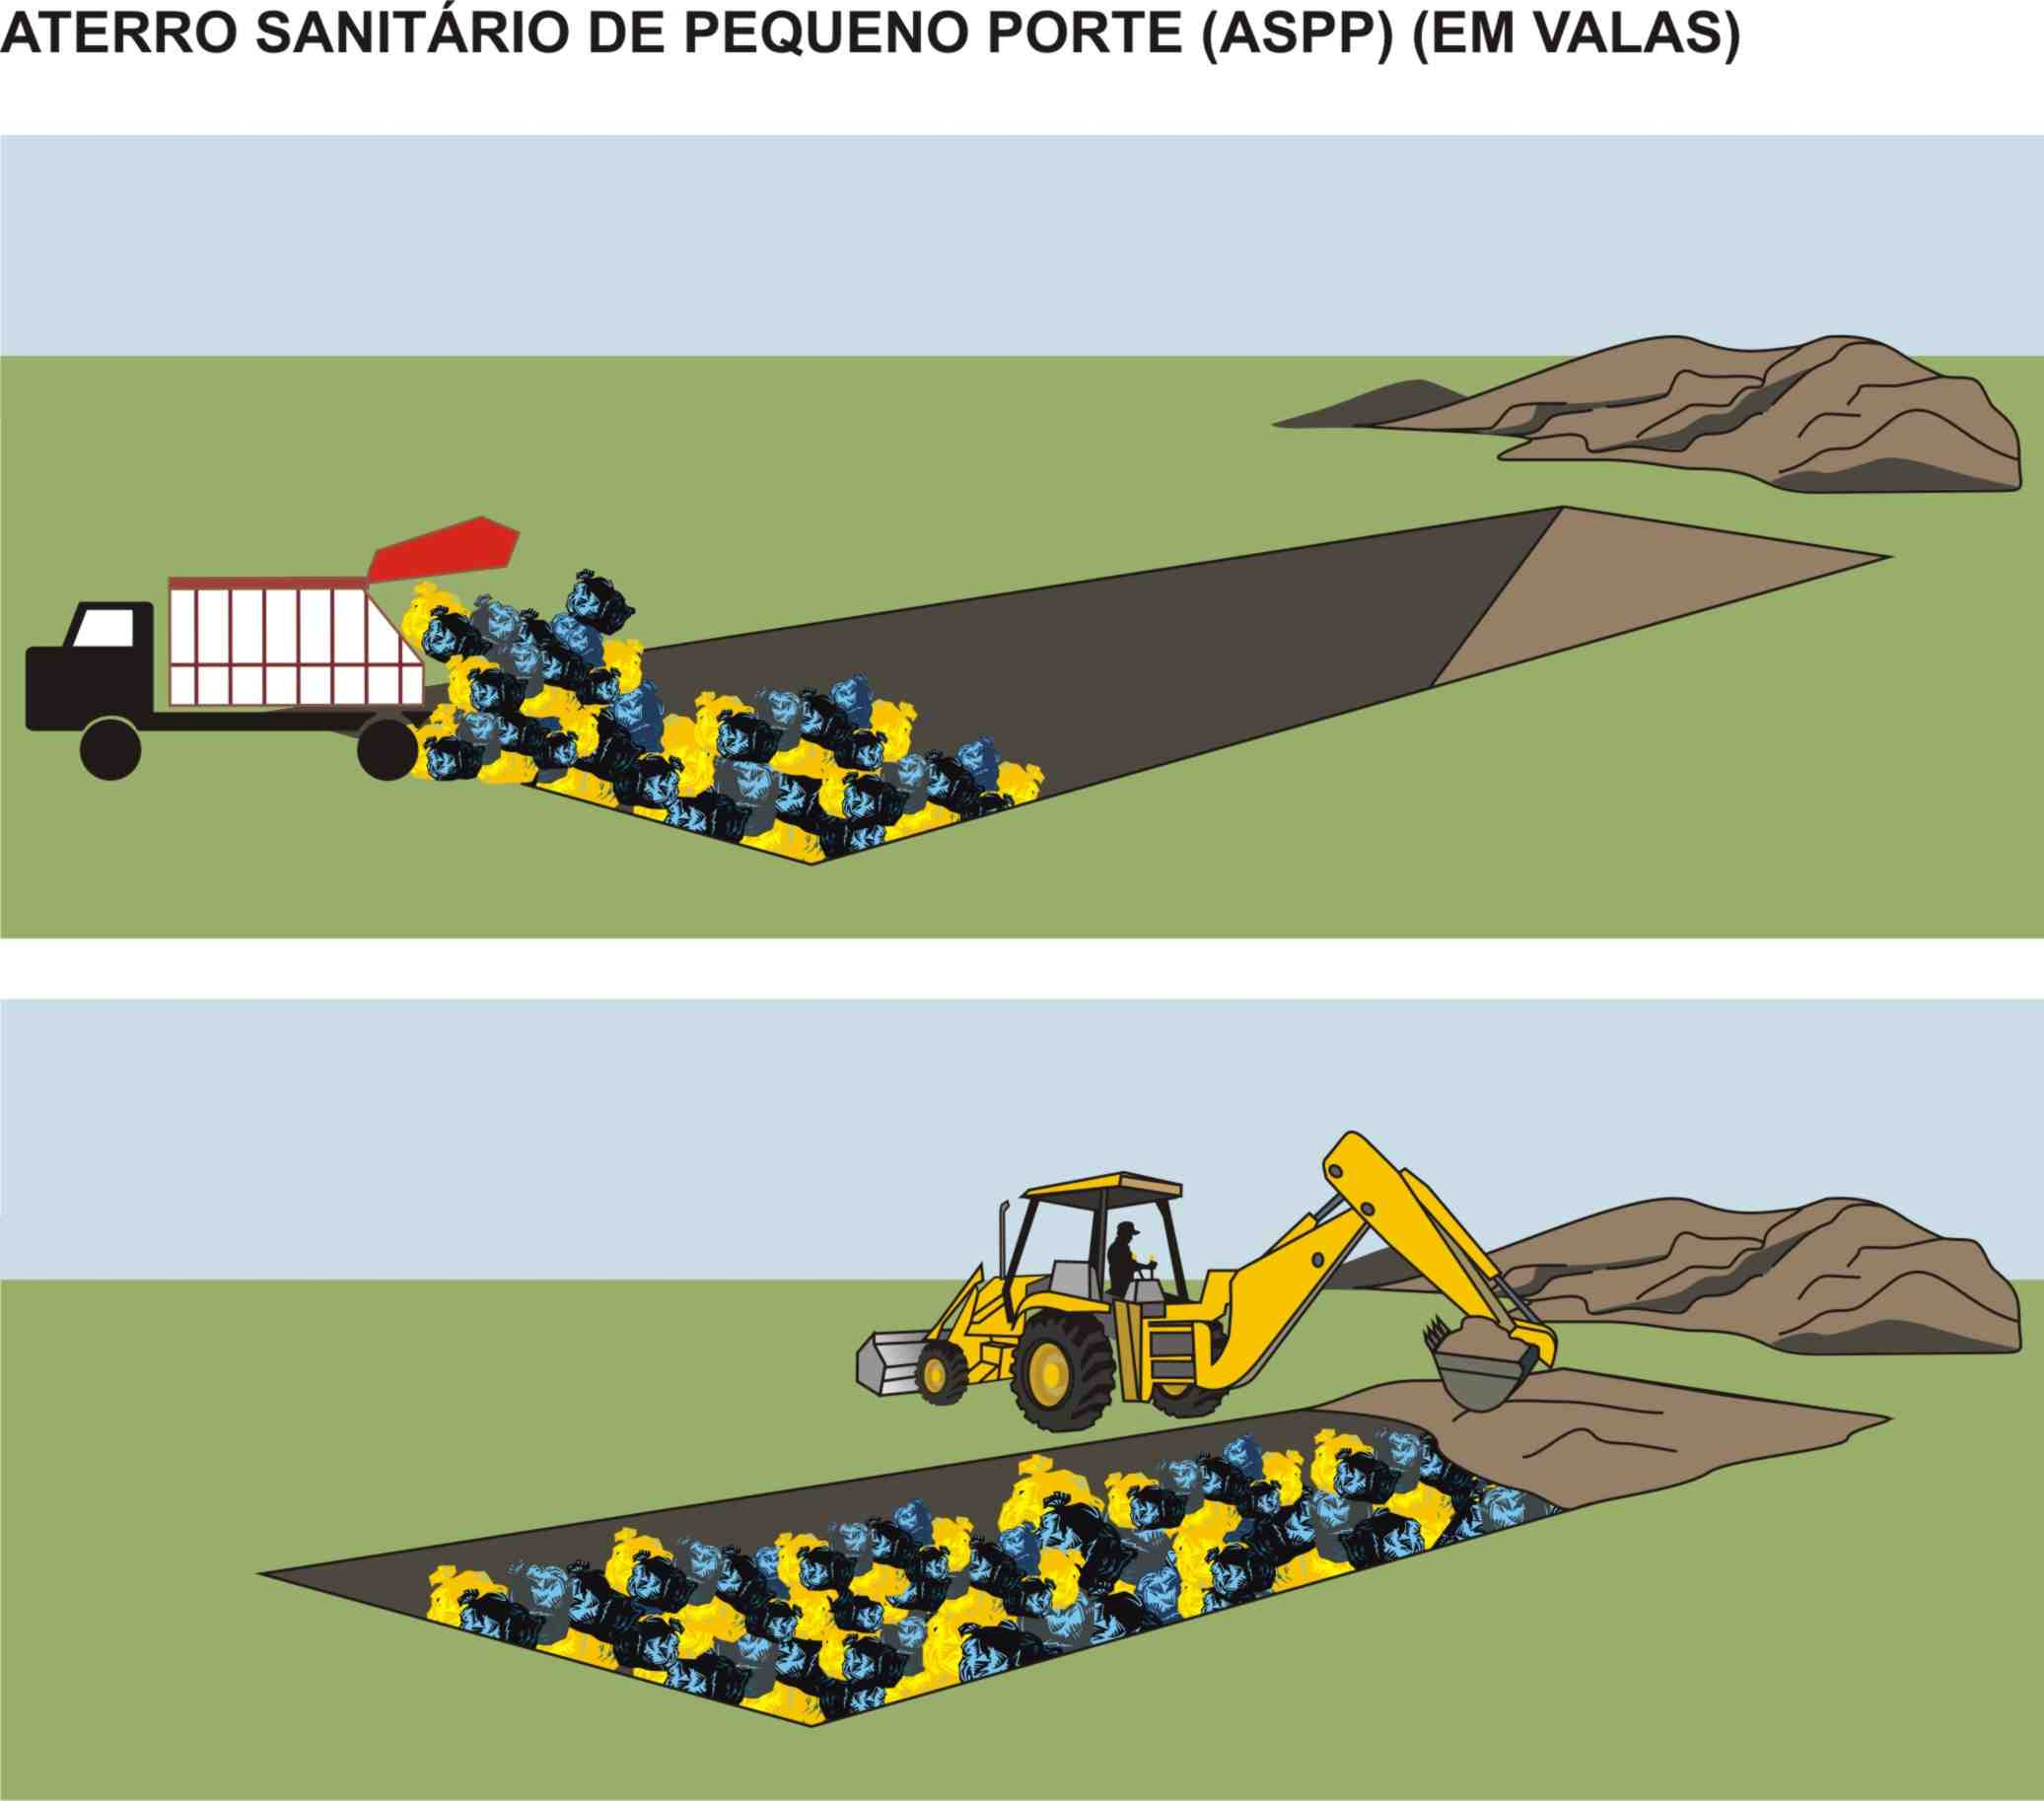 ATERRO SANITÁRIO DE PEQUENO PORTE (ASPP) (EM VALAS)